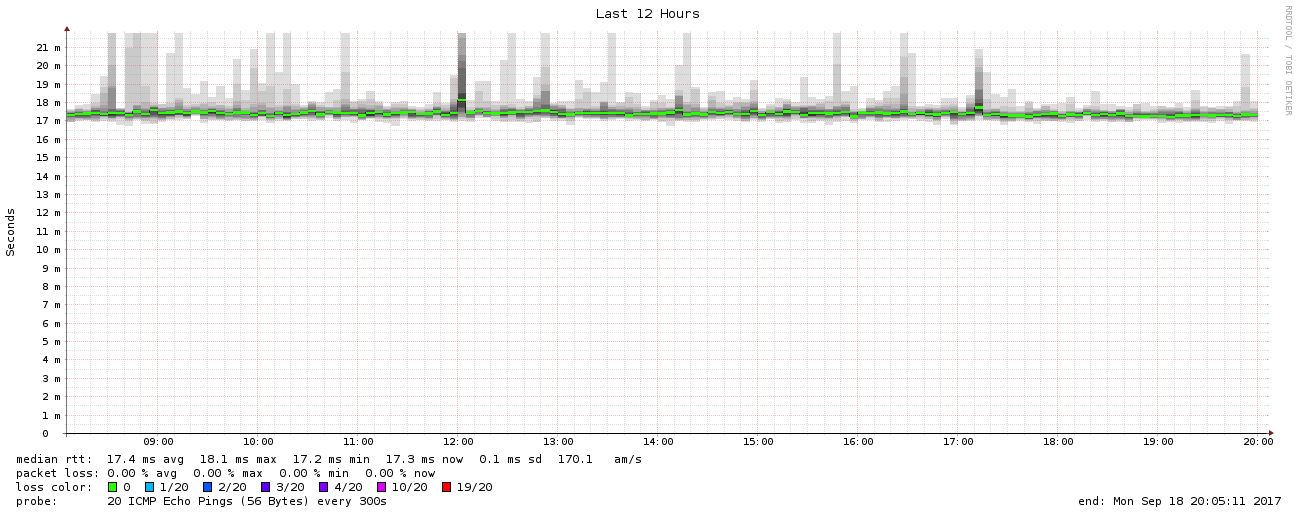 Last 12 Hours
RRDTOOL / TOBI OETIKER
Seconds
21 m
20 m
19 m
18 m
17 m
16 m
15 m
14 m
13 m
12 m
11 m
10 m
9 m
8 m
7 m
6 m
5 m
4 m
3 m
2 m
1 m
0
09:00 10:00 11:00 12:00 13:00 14:00 15:00 16:00 17:00 18:00 19:00 20:00
median rtt: 17.4 ms avg 18.1 ms max 17.2 ms min 17.3 ms now 0.1 ms sd 170.1 am/s
packet loss: 0.00 % avg 0.00 % max 0.00 % min 0.00 % now
loss color: 0 1/20 2/20 3/20 4/20 10/20 19/20
probe: 20 ICMP Echo Pings (56 Bytes) every 300s
end: Mon Sep 18 20:05:11 2017